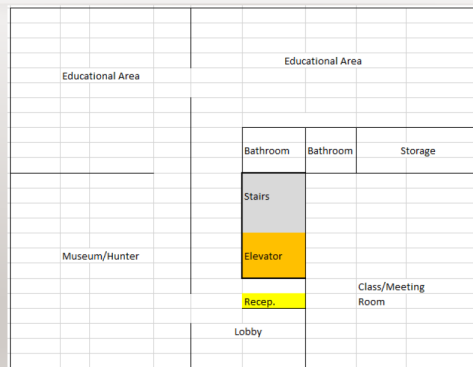 Educational Area
Educational Area
Bathroom
Bathroom
Storage
Stairs
Museum/Hunter
Elevator
Class/Meeting
Room
Recep.
Lobby